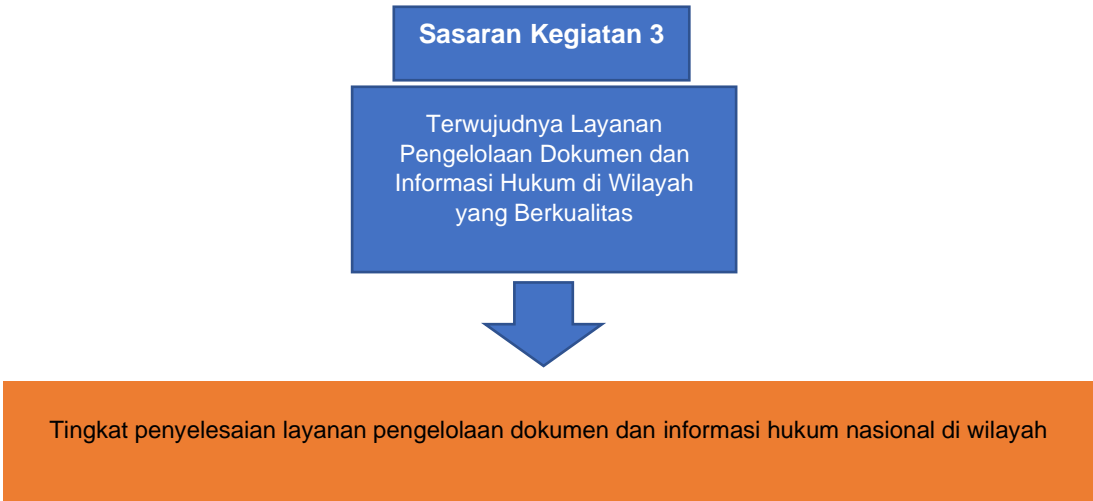 Sasaran Kegiatan 3
Terwujudnya Layanan
Pengelolaan Dokumen dan
Informasi Hukum di Wilayah
yang Berkualitas
Tingkat penyelesaian layanan pengelolaan dokumen dan informasi hukum nasional di wilayah